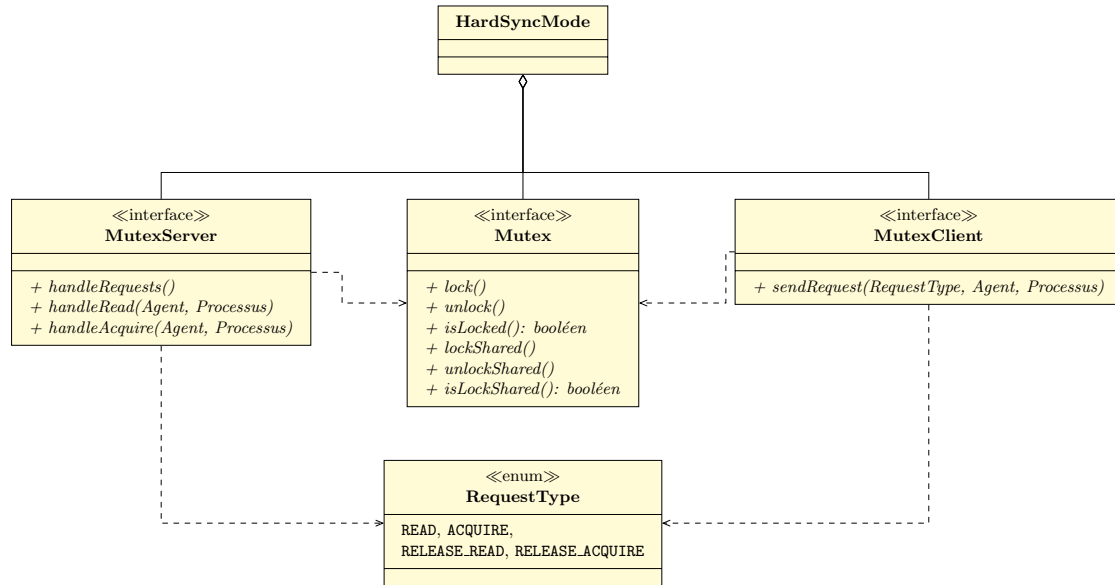 HardSyncMode
≪interface≫
MutexServer
+ handleRequests()
+ handleRead(Agent, Processus)
+ handleAcquire(Agent, Processus)
≪interface≫
Mutex
+ lock()
+ unlock()
+ isLocked(): booléen
+ lockShared()
+ unlockShared()
+ isLockShared(): booléen
≪interface≫
MutexClient
+ sendRequest(RequestType, Agent, Processus)
≪enum≫
RequestType
READ, ACQUIRE,
RELEASE_READ, RELEASE_ACQUIRE